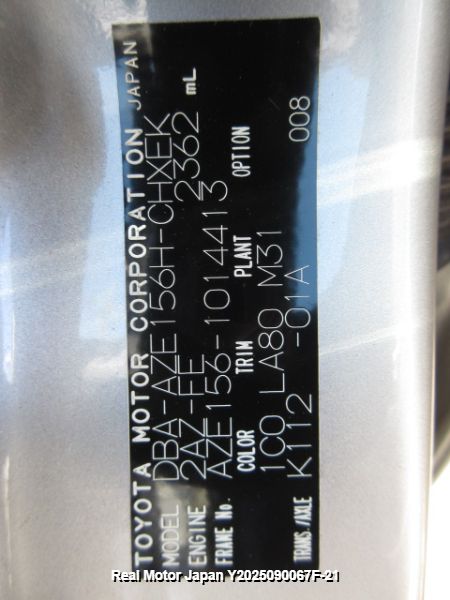 TOYOTA MOTOR CORPORATION JAPAN
MODEL DBA-AZE156H-CHXEK
ENGINE 2AZ-FE 2362 mL
FRAME No. AZE156-1014413
COLOR TRIM PLANT OPTION
1C0 LA80 M31
TRANS./AXLE K112 -01A 008
Real Motor Japan Y2025090067F-21